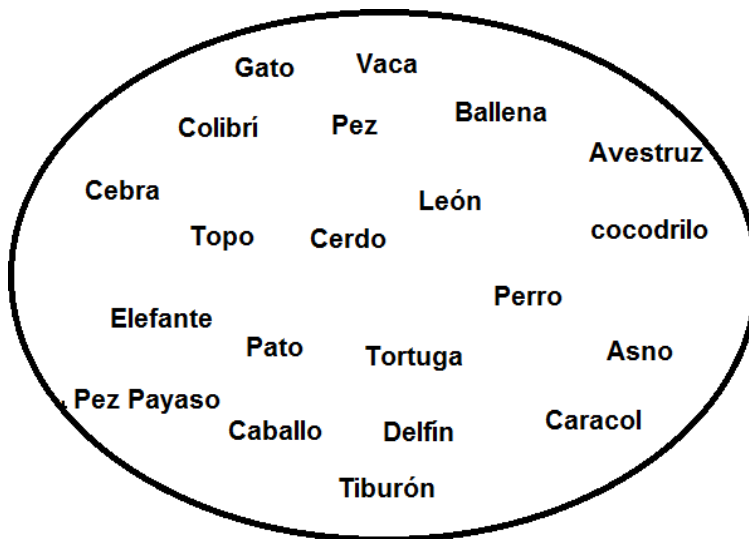 Gato
Vaca
Colibrí
Pez
Ballena
Avestruz
Cebra
León
Topo
Cerdo
cocodrilo
Perro
Elefante
Pato
Tortuga
Asno
Pez Payaso
Caballo
Delfín
Caracol
Tiburón